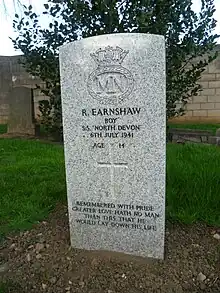 MN
R. EARNSHAW
BOY
S.S. "NORTH DEVON"
6TH JULY 1941
AGE 14
REMEMBERED WITH PRIDE
GREATER LOVE HATH NO MAN
THAN THIS THAT HE
WOULD LAY DOWN HIS LIFE